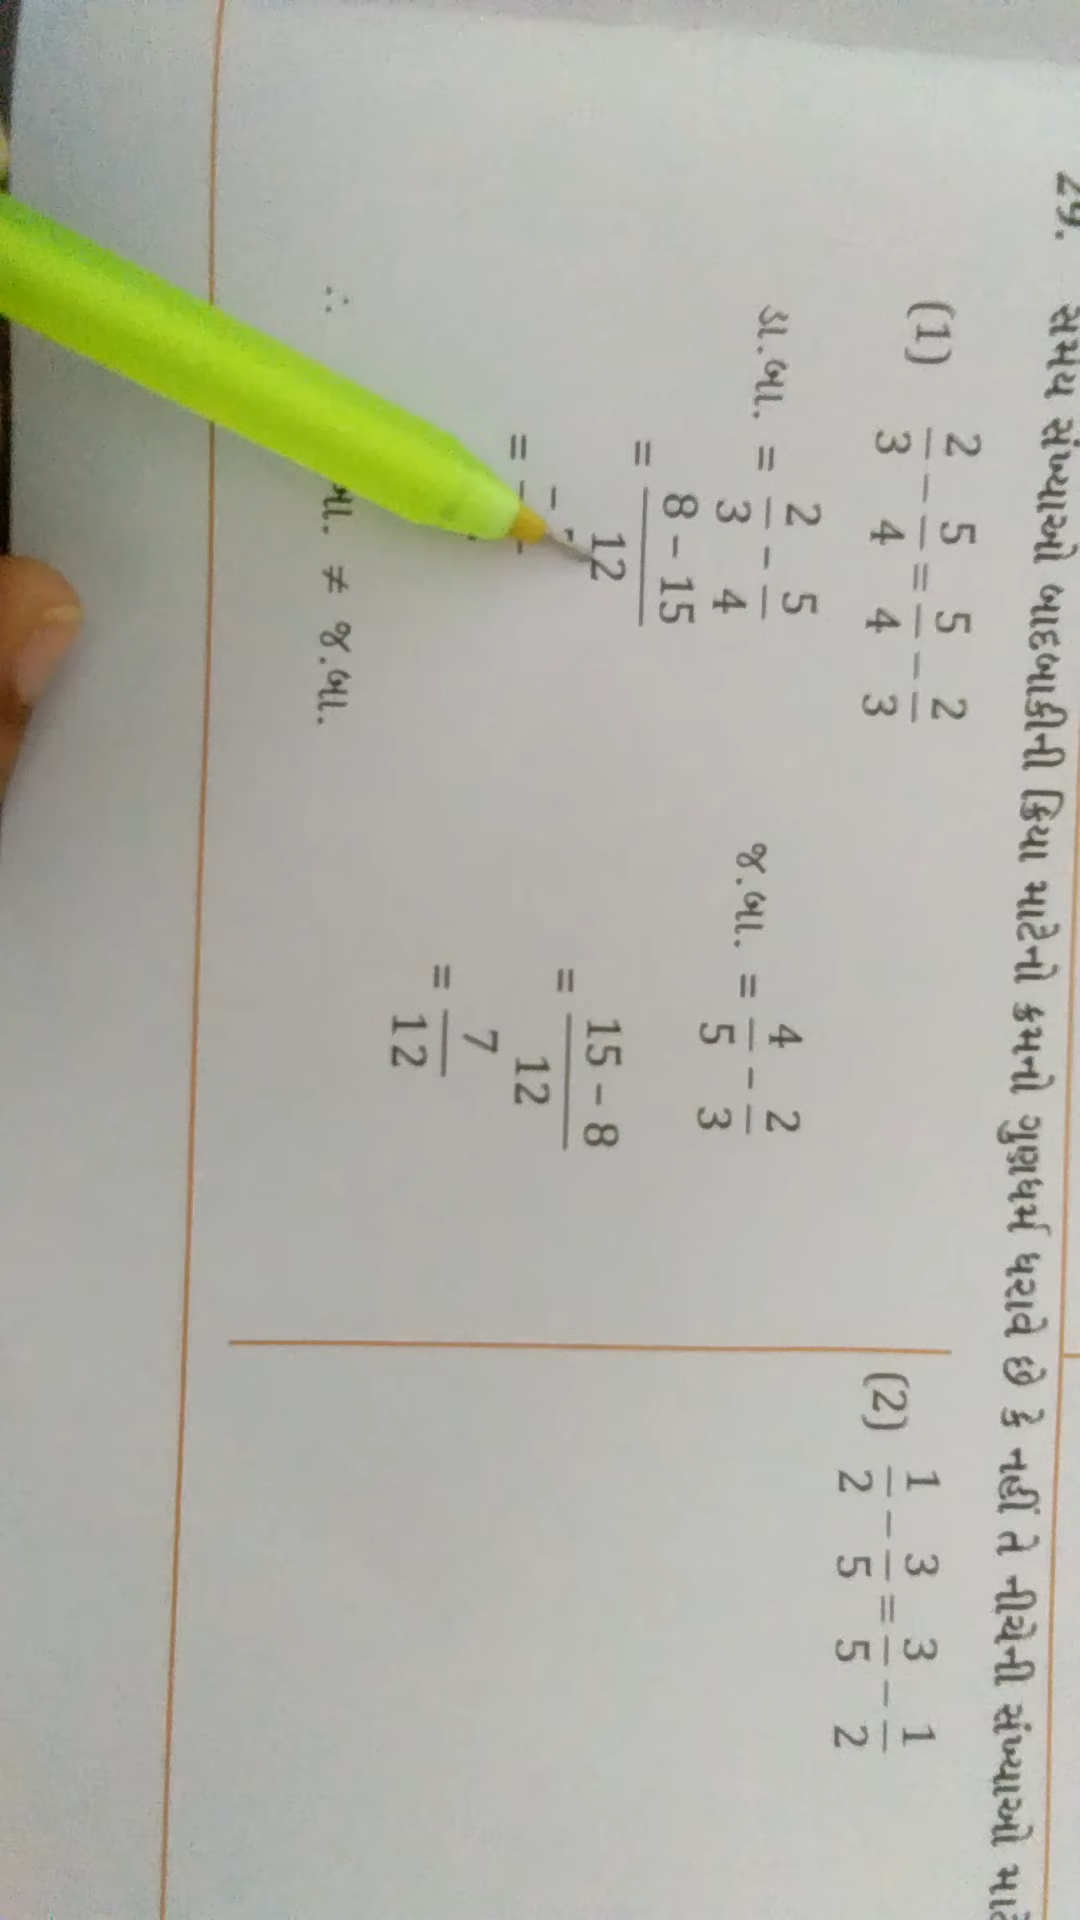 29. સમય સંખ્યાઓ બાદબાકીની ક્રિયા માટેનો ક્રમનો ગુણધર્મ ધરાવે છે કે નહીં તે નીચેની સંખ્યાઓ માટે
(1) 2/3 - 5/4 = 5/4 - 2/3
ડા.બા. = 2/3 - 5/4
= 8 - 15 / 12
= -
∴ બા. ≠ જ.બા.
જ.બા. = 4/5 - 2/3
= 15 - 8 / 12
= 7/12
(2) 1/2 - 3/5 = 3/5 - 1/2